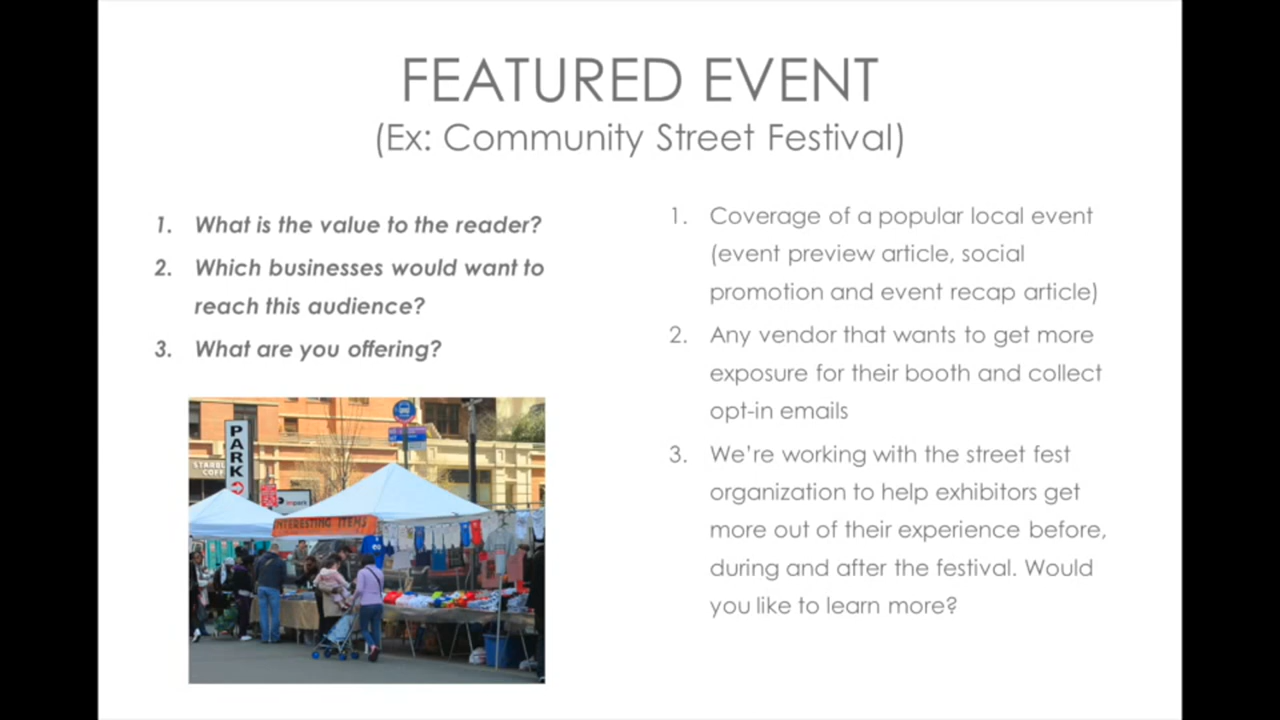 FEATURED EVENT
(Ex: Community Street Festival)
1. What is the value to the reader?
2. Which businesses would want to
reach this audience?
3. What are you offering?
1. Coverage of a popular local event
(event preview article, social
promotion and event recap article)
2. Any vendor that wants to get more
exposure for their booth and collect
opt-in emails
3. We're working with the street fest
organization to help exhibitors get
more out of their experience before,
during and after the festival. Would
you like to learn more?
PARK
INTERESTING ITEMS